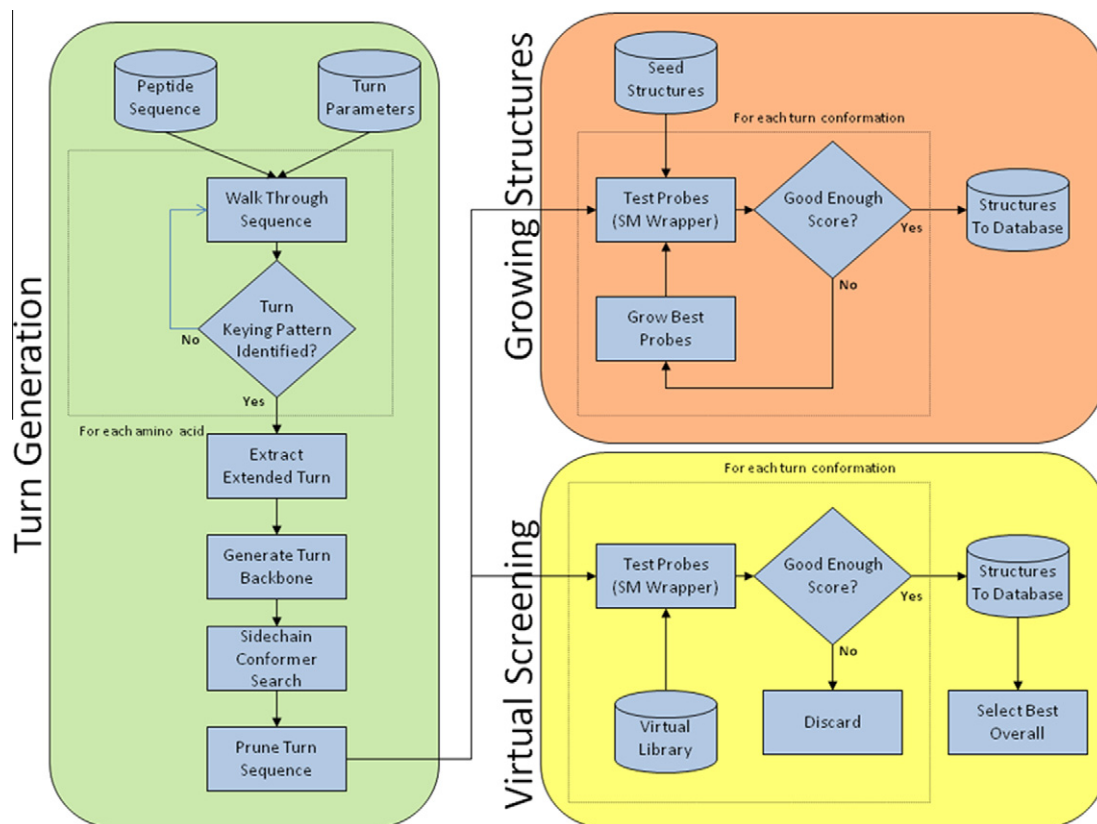 Turn Generation
Peptide
Sequence
Turn
Parameters
Walk Through
Sequence
Turn
Keying Pattern
Identified?
No
Yes
For each amino acid
Extract
Extended Turn
Generate Turn
Backbone
Sidechain
Conformer
Search
Prune Turn
Sequence
Growing Structures
Seed
Structures
For each turn conformation
Test Probes
(SM Wrapper)
Good Enough
Score?
Yes
No
Structures
To Database
Grow Best
Probes
Virtual Screening
For each turn conformation
Test Probes
(SM Wrapper)
Good Enough
Score?
Yes
No
Structures
To Database
Virtual
Library
Discard
Select Best
Overall